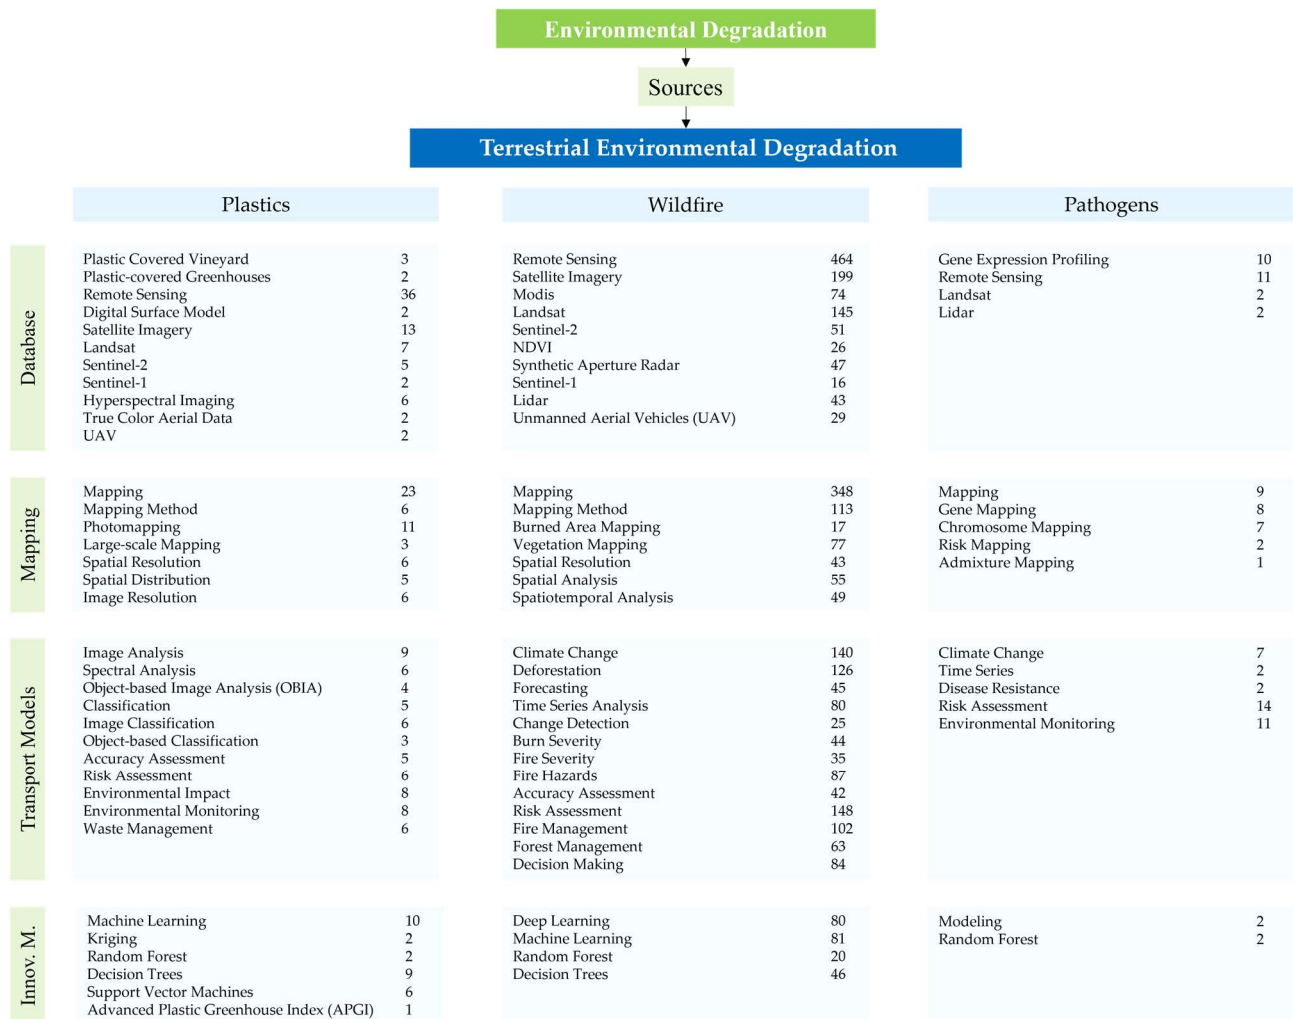 Environmental Degradation
Sources
Terrestrial Environmental Degradation
Plastics Wildfire Pathogens
Database
Plastic Covered Vineyard 3
Plastic-covered Greenhouses 2
Remote Sensing 36
Digital Surface Model 2
Satellite Imagery 13
Landsat 7
Sentinel-2 5
Sentinel-1 2
Hyperspectral Imaging 6
True Color Aerial Data 2
UAV 2
Remote Sensing 464
Satellite Imagery 199
Modis 74
Landsat 145
Sentinel-2 51
NDVI 26
Synthetic Aperture Radar 47
Sentinel-1 16
Lidar 43
Unmanned Aerial Vehicles (UAV) 29
Gene Expression Profiling 10
Remote Sensing 11
Landsat 2
Lidar 2
Mapping
Mapping 23
Mapping Method 6
Photomapping 11
Large-scale Mapping 3
Spatial Resolution 6
Spatial Distribution 5
Image Resolution 6
Mapping 348
Mapping Method 113
Burned Area Mapping 17
Vegetation Mapping 77
Spatial Resolution 43
Spatial Analysis 55
Spatiotemporal Analysis 49
Mapping 9
Gene Mapping 8
Chromosome Mapping 7
Risk Mapping 2
Admixture Mapping 1
Transport Models
Image Analysis 9
Spectral Analysis 6
Object-based Image Analysis (OBIA) 4
Classification 5
Image Classification 6
Object-based Classification 3
Accuracy Assessment 5
Risk Assessment 6
Environmental Impact 8
Environmental Monitoring 8
Waste Management 6
Climate Change 140
Deforestation 126
Forecasting 45
Time Series Analysis 80
Change Detection 25
Burn Severity 44
Fire Severity 35
Fire Hazards 87
Accuracy Assessment 42
Risk Assessment 148
Fire Management 102
Forest Management 63
Decision Making 84
Climate Change 7
Time Series 2
Disease Resistance 2
Risk Assessment 14
Environmental Monitoring 11
Innov. M.
Machine Learning 10
Kriging 2
Random Forest 2
Decision Trees 9
Support Vector Machines 6
Advanced Plastic Greenhouse Index (APGI) 1
Deep Learning 80
Machine Learning 81
Random Forest 20
Decision Trees 46
Modeling 2
Random Forest 2